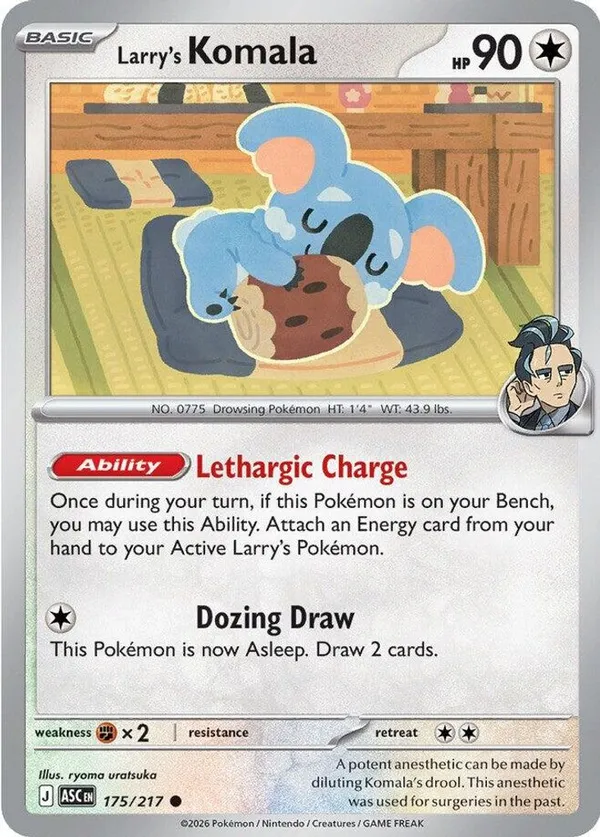 BASIC
Larry's Komala
HP 90
NO. 0775 Drowsing Pokémon HT: 1'4" WT: 43.9 lbs.
Ability Lethargic Charge
Once during your turn, if this Pokémon is on your Bench,
you may use this Ability. Attach an Energy card from your
hand to your Active Larry's Pokémon.
Dozing Draw
This Pokémon is now Asleep. Draw 2 cards.
weakness ×2 resistance retreat
Illus. ryoma uratsuka
J ASC EN 175/217
A potent anesthetic can be made by
diluting Komala's drool. This anesthetic
was used for surgeries in the past.
©2026 Pokémon / Nintendo / Creatures / GAME FREAK